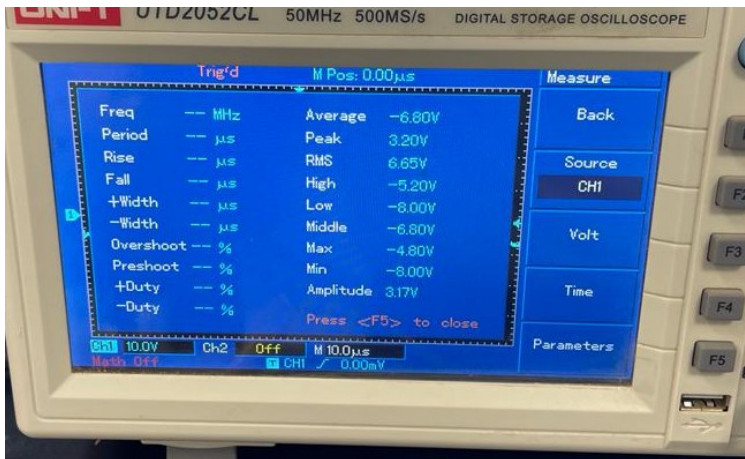 UNI-T UTD2052CL 50MHz 500MS/s DIGITAL STORAGE OSCILLOSCOPE
Trig'd M Pos: 0.00μs Measure
Freq -- MHz Average -6.80V Back
Period -- μs Peak 3.20V
Rise -- μs RMS 6.65V Source
Fall -- μs High -5.20V CH1
+Width -- μs Low -8.00V
-Width -- μs Middle -6.80V Volt
Overshoot -- % Max -4.80V
Preshoot -- % Min -8.00V
+Duty -- % Amplitude 3.17V Time
-Duty -- %
Press <F5> to close
Parameters
CH1 10.0V Ch2 Off M 10.0μs
Math Off T CH1 0.00mV
1
F2
F3
F4
F5